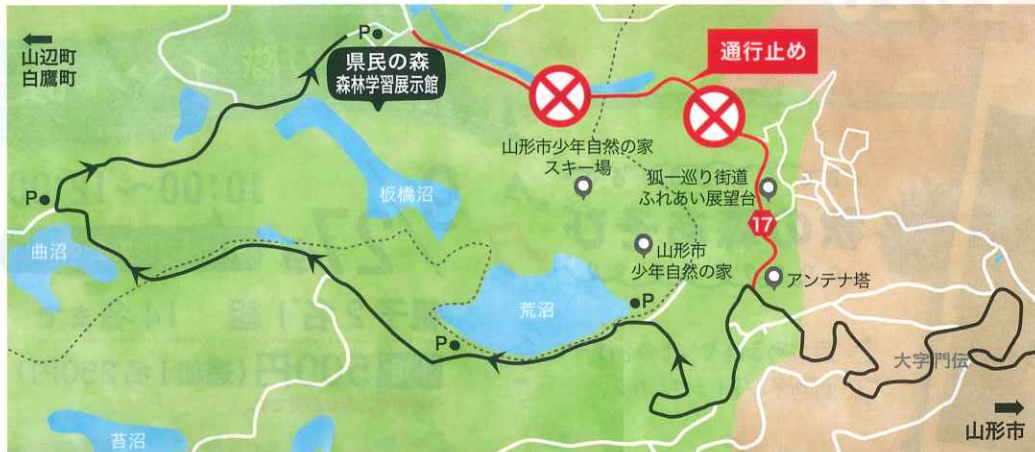 山辺町
白鷹町
P
県民の森
森林学習展示館
通行止め
山形市少年自然の家
スキー場
狐一巡り街道
ふれあい展望台
板橋沼
P
曲沼
17
山形市
少年自然の家
アンテナ塔
荒沼
P
P
大字門伝
山形市
苔沼